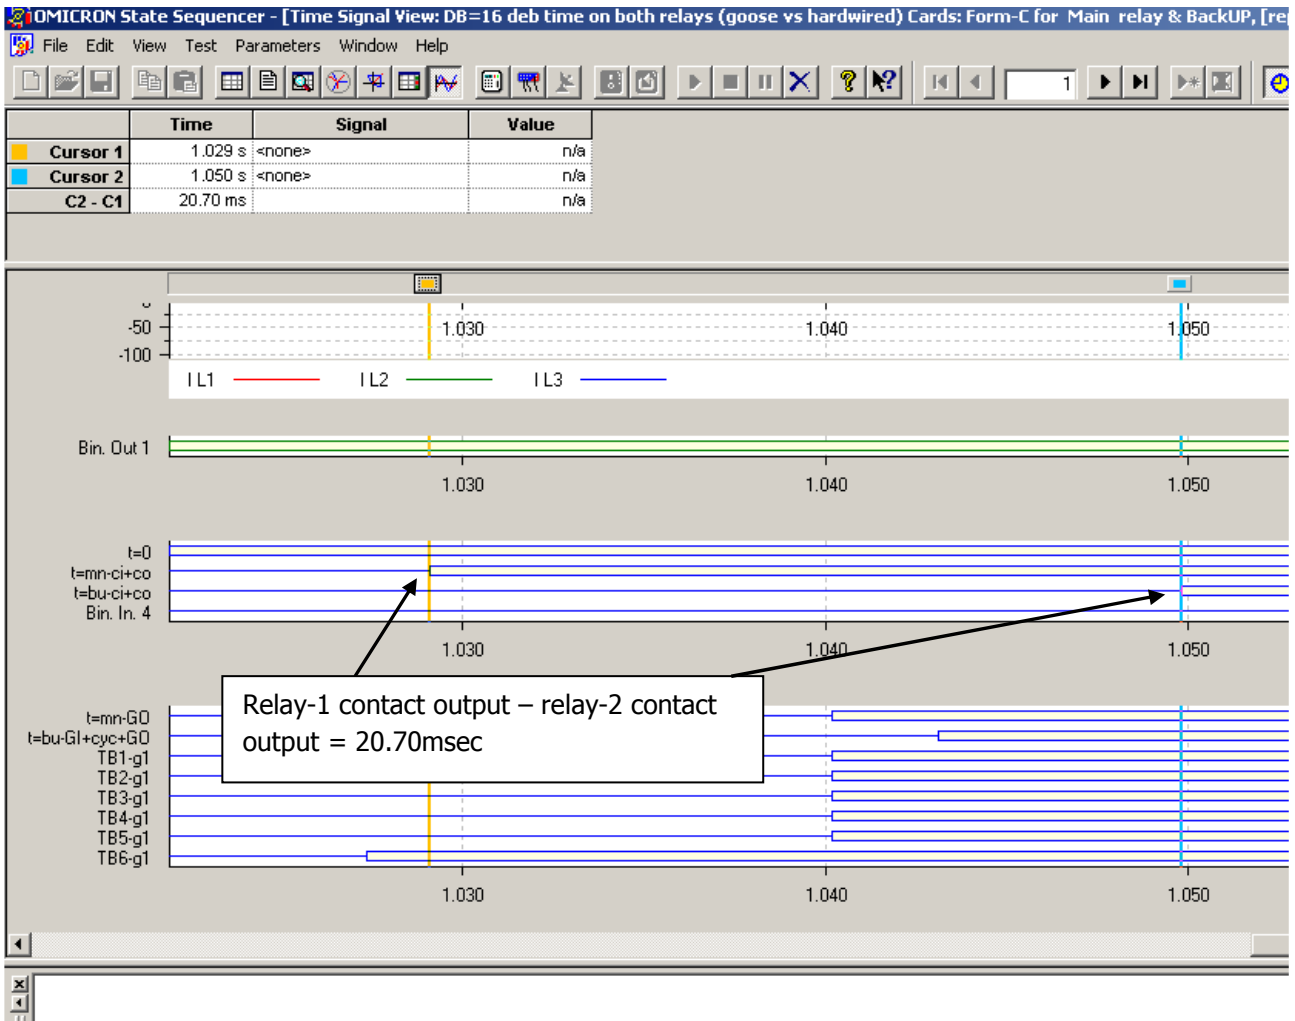 OMICRON State Sequencer - [Time Signal View: DB=16 deb time on both relays (goose vs hardwired) Cards: Form-C for Main relay & BackUP, [re
File Edit View Test Parameters Window Help
1
Time Signal Value
Cursor 1 1.029 s <none> n/a
Cursor 2 1.050 s <none> n/a
C2 - C1 20.70 ms n/a
-50
1.030 1.040 1.050
-100
I L1 I L2 I L3
Bin. Out 1
1.030 1.040 1.050
t=0
t=mn-ci+co
t=bu-ci+co
Bin. In. 4
1.030 1.040 1.050
Relay-1 contact output – relay-2 contact
output = 20.70msec
t=mn-GO
t=bu-GI+cyc+GO
TB1-g1
TB2-g1
TB3-g1
TB4-g1
TB5-g1
TB6-g1
1.030 1.040 1.050